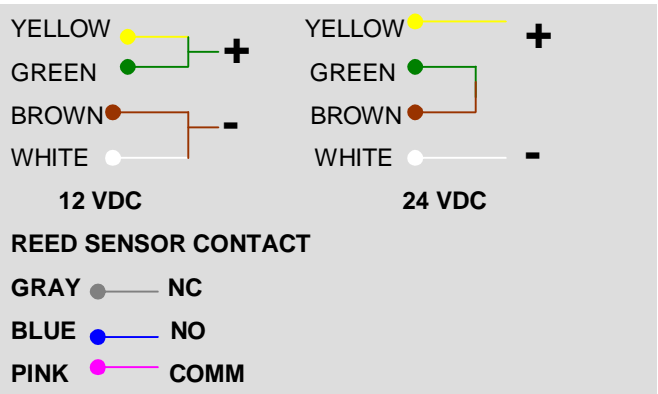 YELLOW + YELLOW +
GREEN GREEN
BROWN - BROWN
WHITE WHITE -
12 VDC 24 VDC
REED SENSOR CONTACT
GRAY NC
BLUE NO
PINK COMM